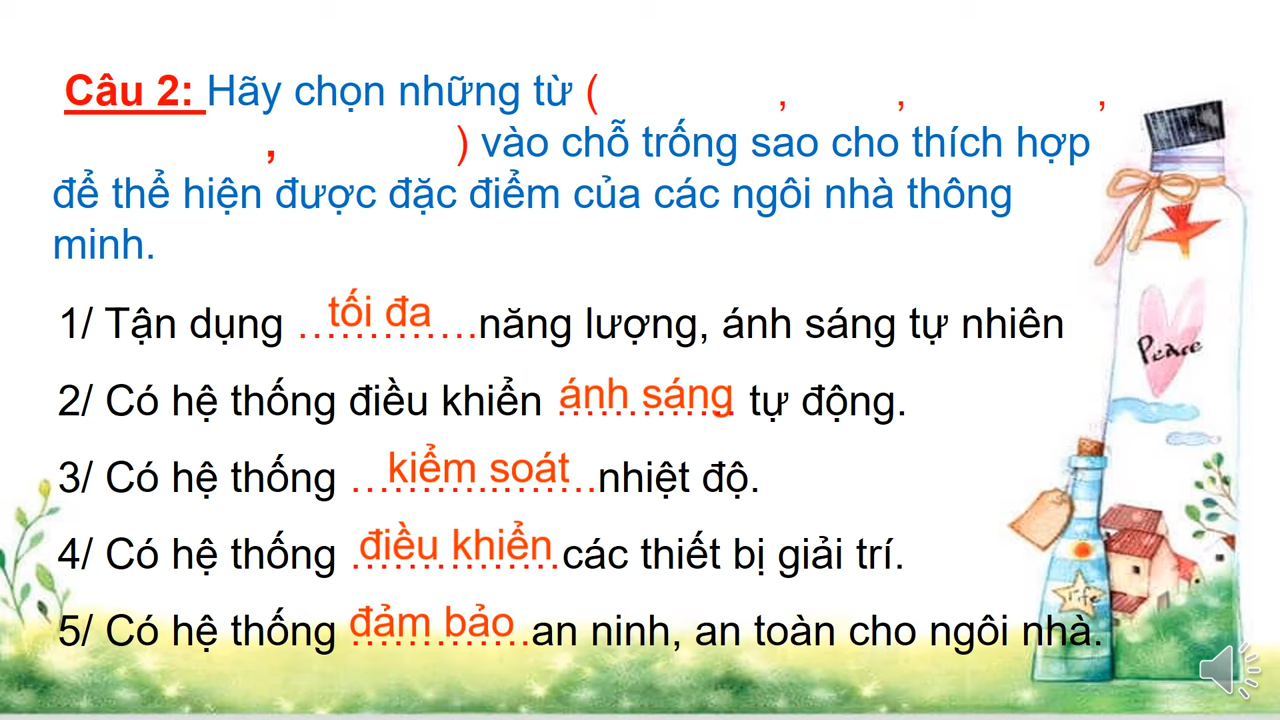 Câu 2: Hãy chọn những từ ( , , ,
, ) vào chỗ trống sao cho thích hợp
để thể hiện được đặc điểm của các ngôi nhà thông
minh.
1/ Tận dụng …tối đa….năng lượng, ánh sáng tự nhiên
2/ Có hệ thống điều khiển ánh sáng tự động.
3/ Có hệ thống …kiểm soát.nhiệt độ.
4/ Có hệ thống điều khiển các thiết bị giải trí.
5/ Có hệ thống đảm bảo.an ninh, an toàn cho ngôi nhà.
Peace
life